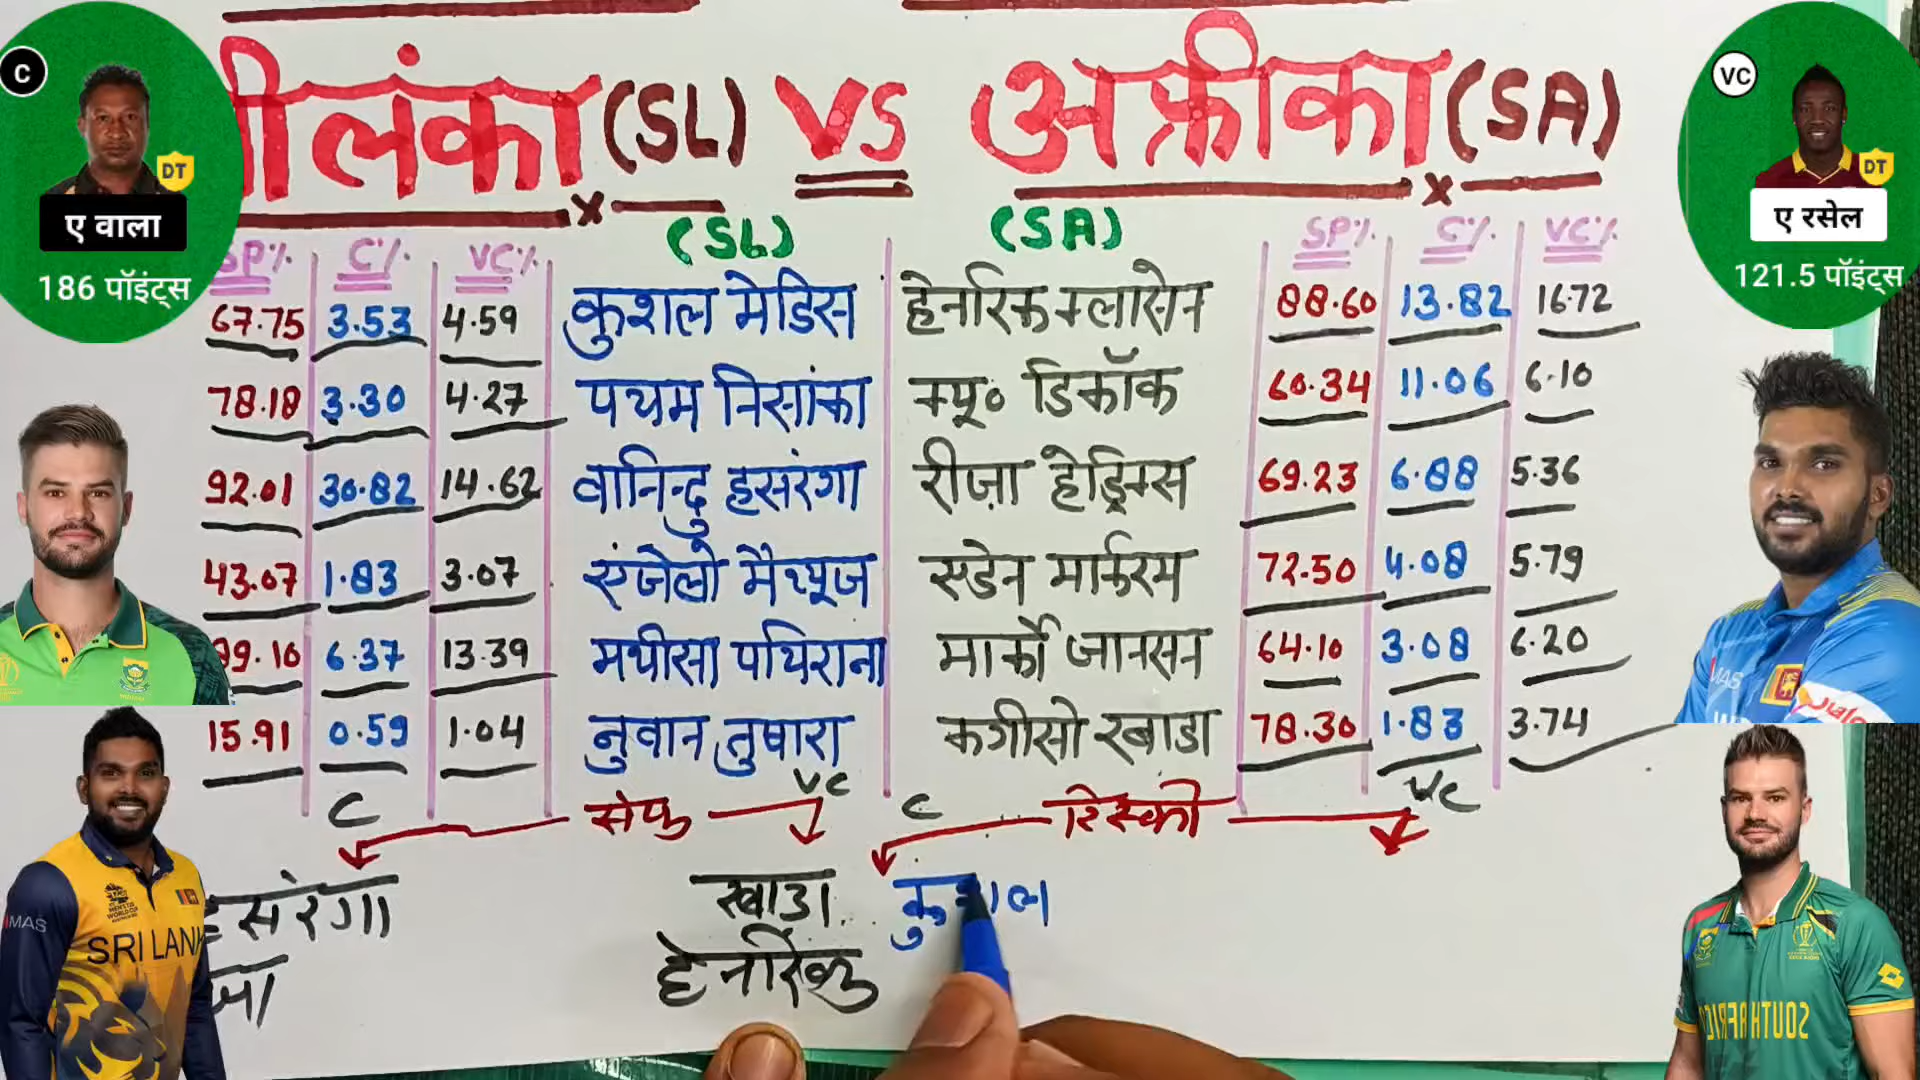 C
DT
ए वाला
186 पॉइंट्स
VC
DT
ए रसेल
121.5 पॉइंट्स
लंका (SL) VS अफ्रीका (SA)
(SL) (SA)
SP% C% VC% SP% C% VC%
67.75 3.53 4.59 कुशल मेडिस हेनरिक क्लासेन 88.60 13.82 16.72
78.18 3.30 4.27 पथम निसांका क्यू० डिकॉक 60.34 11.06 6.10
92.01 30.82 14.62 वानिन्दु हसरंगा रीज़ा हेंड्रिक्स 69.23 6.88 5.36
43.07 1.83 3.07 एंजेलो मैथ्यूज एडेन मार्करम 72.50 4.08 5.79
99.10 6.37 13.39 मथीसा पथिराना मार्को जानसन 64.10 3.08 6.20
15.91 0.59 1.04 नुवान तुषारा कगीसो रबाडा 78.30 1.83 3.74
C सेफ VC C रिस्की VC
हसरंगा रबाडा कुशल
हेनरिक
MAS
SRI LANK
MAS